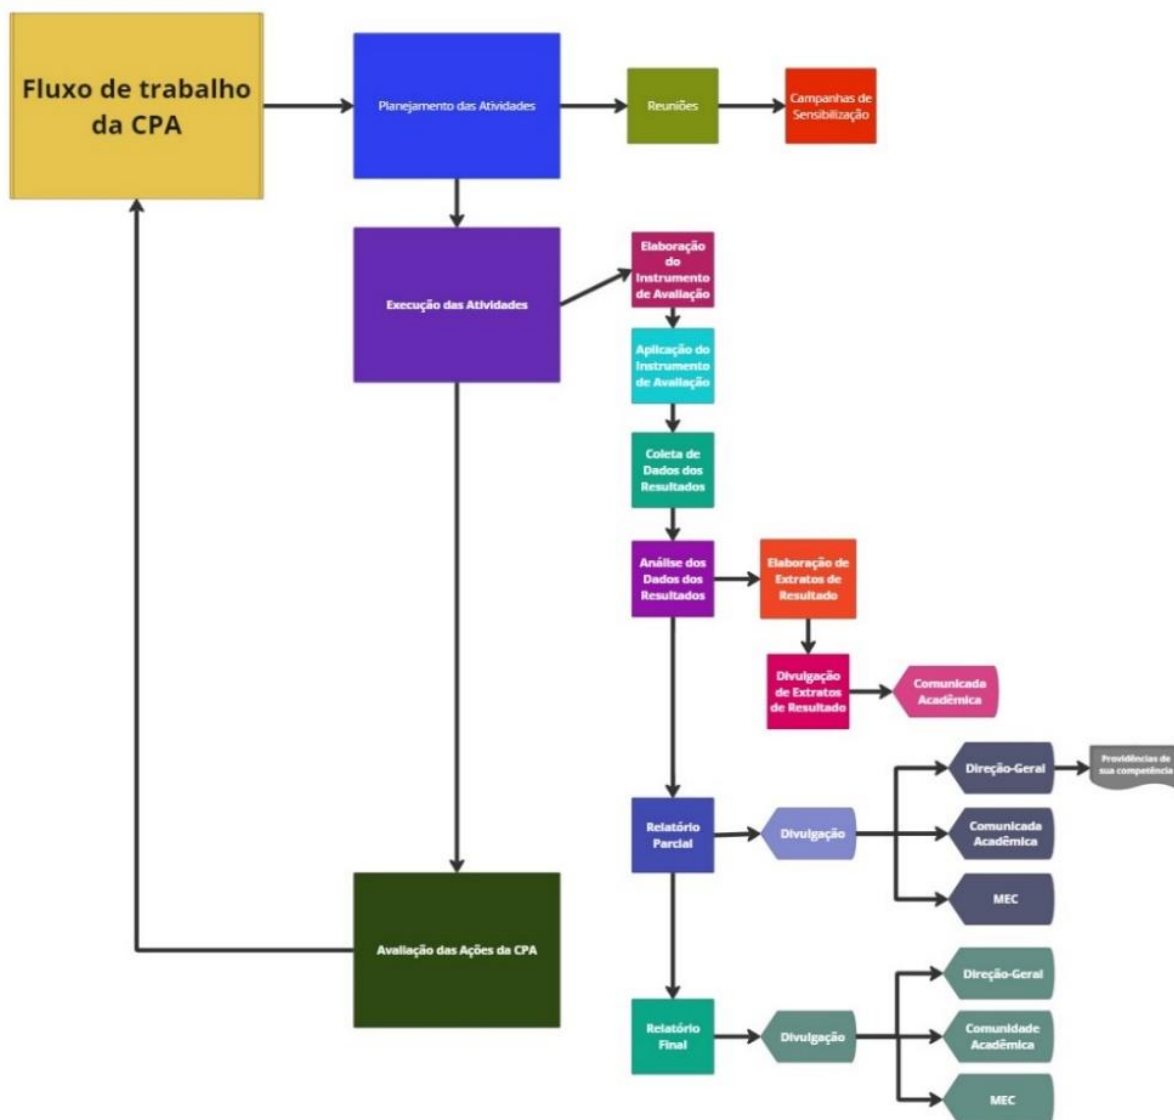 Fluxo de trabalho
da CPA
Planejamento das Atividades
Reuniões
Campanhas de
Sensibilização
Execução das Atividades
Elaboração
do
Instrumento
de Avaliação
Aplicação do
Instrumento
de Avaliação
Coleta de
Dados dos
Resultados
Análise dos
Dados dos
Resultados
Elaboração de
Extratos de
Resultado
Divulgação
de Extratos
de Resultado
Comunicada
Acadêmica
Relatório
Parcial
Divulgação
Direção-Geral
Providências de
sua competência
Comunicada
Acadêmica
MEC
Avaliação das Ações da CPA
Relatório
Final
Divulgação
Direção-Geral
Comunidade
Acadêmica
MEC